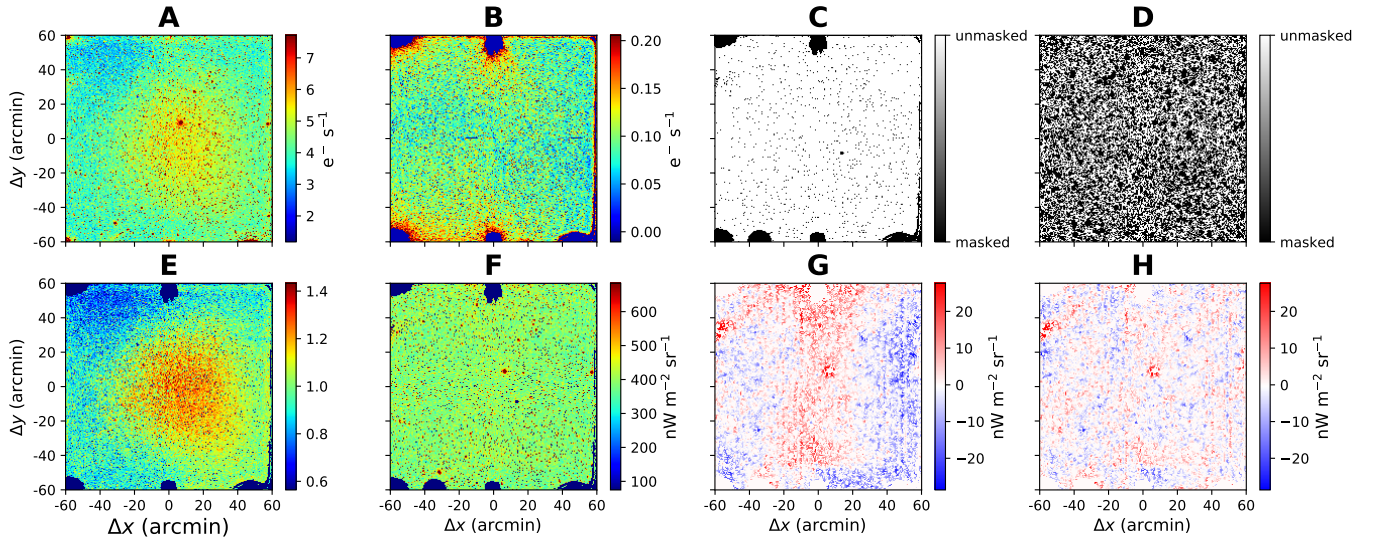 A B C D
60 40 20 0 -20 -40 -60
Δy (arcmin)
7 6 5 4 3 2
e⁻ s⁻¹
0.20 0.15 0.10 0.05 0.00
e⁻ s⁻¹
unmasked
masked
unmasked
masked
E F G H
60 40 20 0 -20 -40 -60
Δy (arcmin)
1.4 1.2 1.0 0.8 0.6
600 500 400 300 200 100
nW m⁻² sr⁻¹
20 10 0 −10 −20
nW m⁻² sr⁻¹
20 10 0 −10 −20
nW m⁻² sr⁻¹
-60 -40 -20 0 20 40 60
-60 -40 -20 0 20 40 60
-60 -40 -20 0 20 40 60
-60 -40 -20 0 20 40 60
Δx (arcmin)
Δx (arcmin)
Δx (arcmin)
Δx (arcmin)